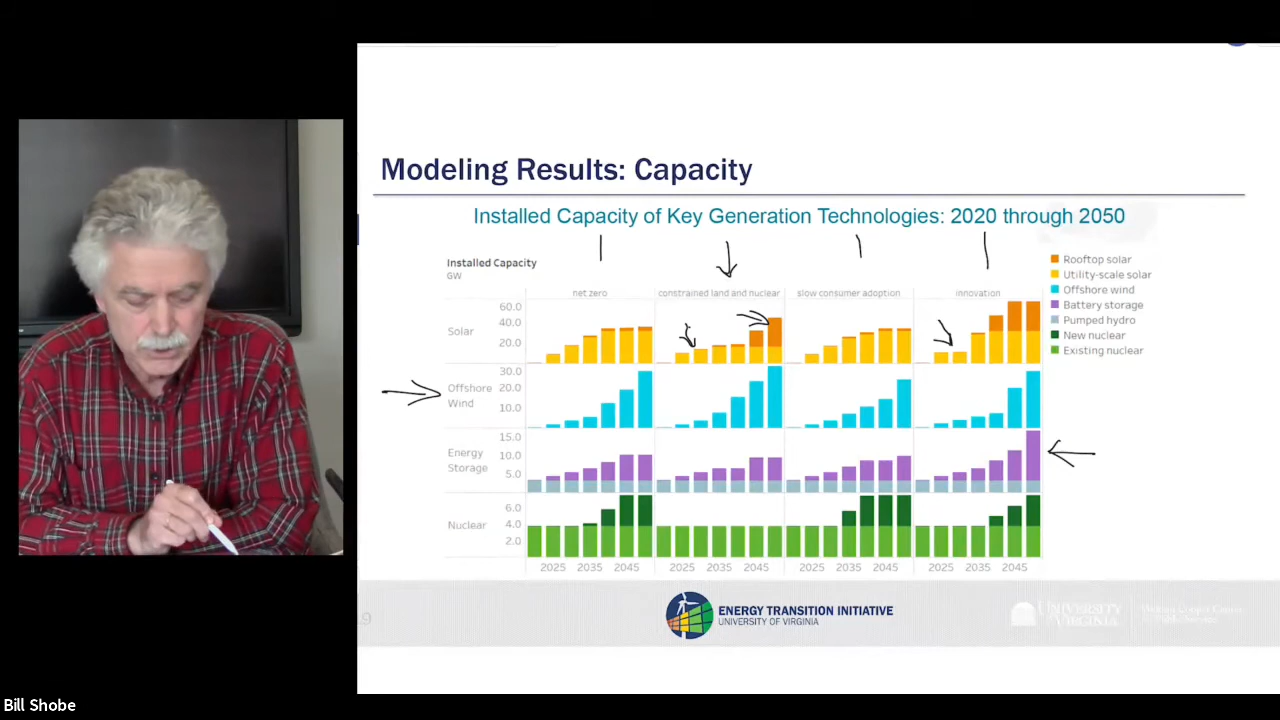 Modeling Results: Capacity
Installed Capacity of Key Generation Technologies: 2020 through 2050
Installed Capacity
GW
net zero
constrained land and nuclear
slow consumer adoption
innovation
Solar
60.0
40.0
20.0
Offshore
Wind
30.0
20.0
10.0
Energy
Storage
15.0
10.0
5.0
Nuclear
6.0
4.0
2.0
2025 2035 2045 2025 2035 2045 2025 2035 2045 2025 2035 2045
Rooftop solar
Utility-scale solar
Offshore wind
Battery storage
Pumped hydro
New nuclear
Existing nuclear
ENERGY TRANSITION INITIATIVE
UNIVERSITY OF VIRGINIA
UNIVERSITY
of VIRGINIA
Bill Shobe